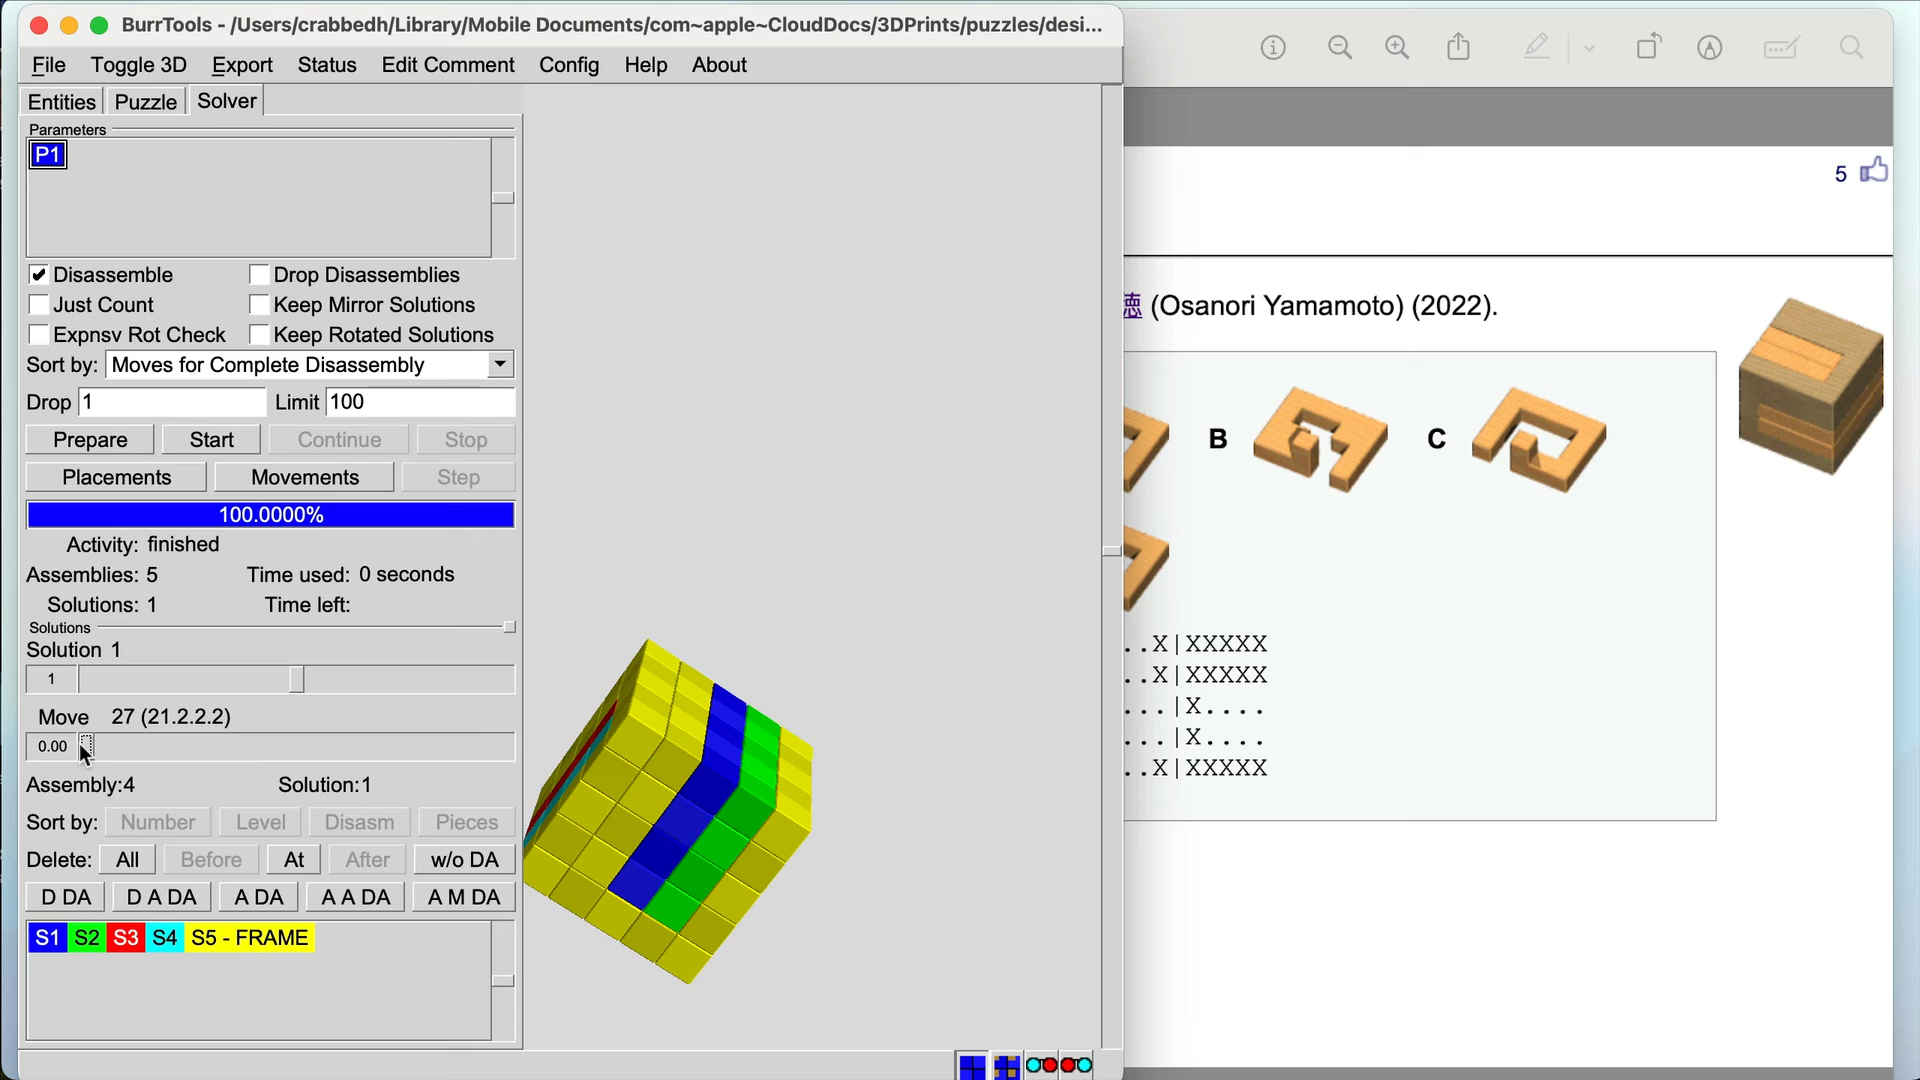 BurrTools - /Users/crabbedh/Library/Mobile Documents/com~apple~CloudDocs/3DPrints/puzzles/desi...
File Toggle 3D Export Status Edit Comment Config Help About
Entities Puzzle Solver
Parameters
P1
Disassemble Drop Disassemblies
Just Count Keep Mirror Solutions
Expnsv Rot Check Keep Rotated Solutions
Sort by: Moves for Complete Disassembly
Drop 1 Limit 100
Prepare Start Continue Stop
Placements Movements Step
100.0000%
Activity: finished
Assemblies: 5 Time used: 0 seconds
Solutions: 1 Time left:
Solutions
Solution 1
1
Move 27 (21.2.2.2)
0.00
Assembly:4 Solution:1
Sort by: Number Level Disasm Pieces
Delete: All Before At After w/o DA
D DA D A DA A DA A A DA A M DA
S1 S2 S3 S4 S5 - FRAME
5
徳 (Osanori Yamamoto) (2022).
B C
..X|XXXXX
..X|XXXXX
...|X....
...|X....
..X|XXXXX